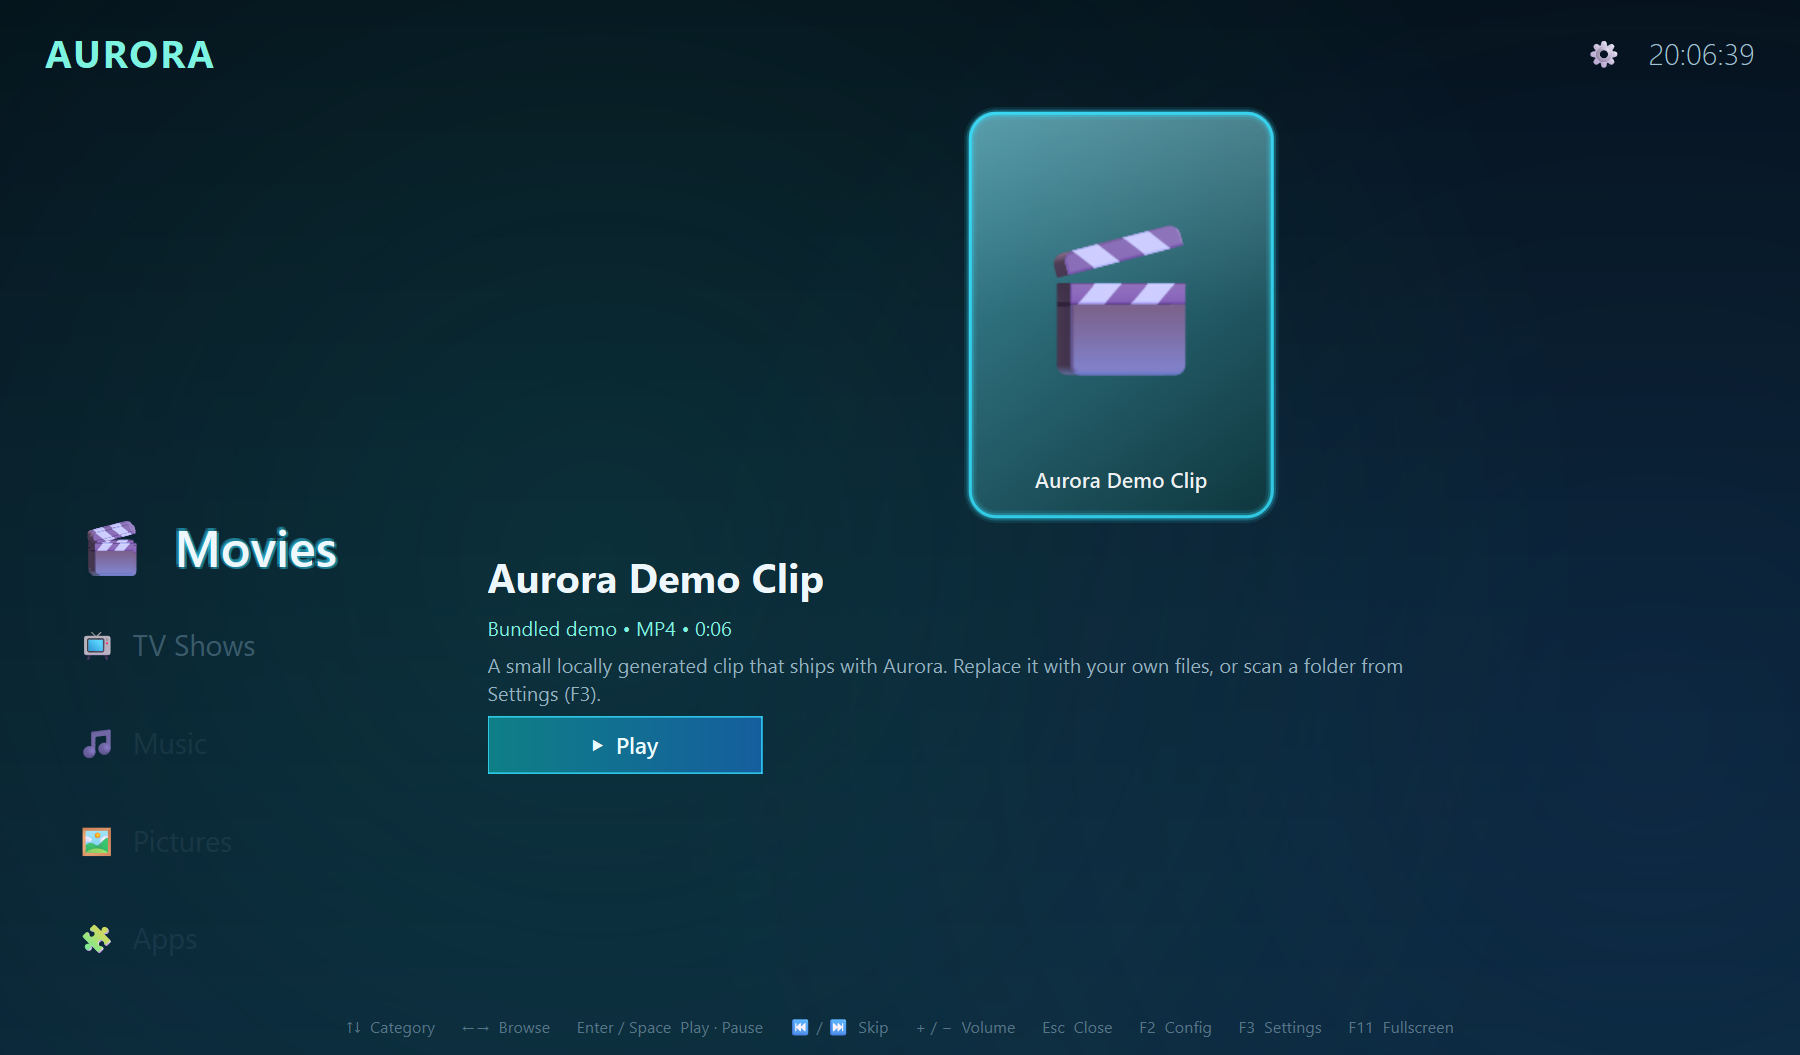 AURORA
20:06:39
Aurora Demo Clip
Movies
TV Shows
Music
Pictures
Apps
Aurora Demo Clip
Bundled demo • MP4 • 0:06
A small locally generated clip that ships with Aurora. Replace it with your own files, or scan a folder from
Settings (F3).
▶ Play
↑↓ Category ←→ Browse Enter / Space Play · Pause ⏮ / ⏭ Skip + / − Volume Esc Close F2 Config F3 Settings F11 Fullscreen